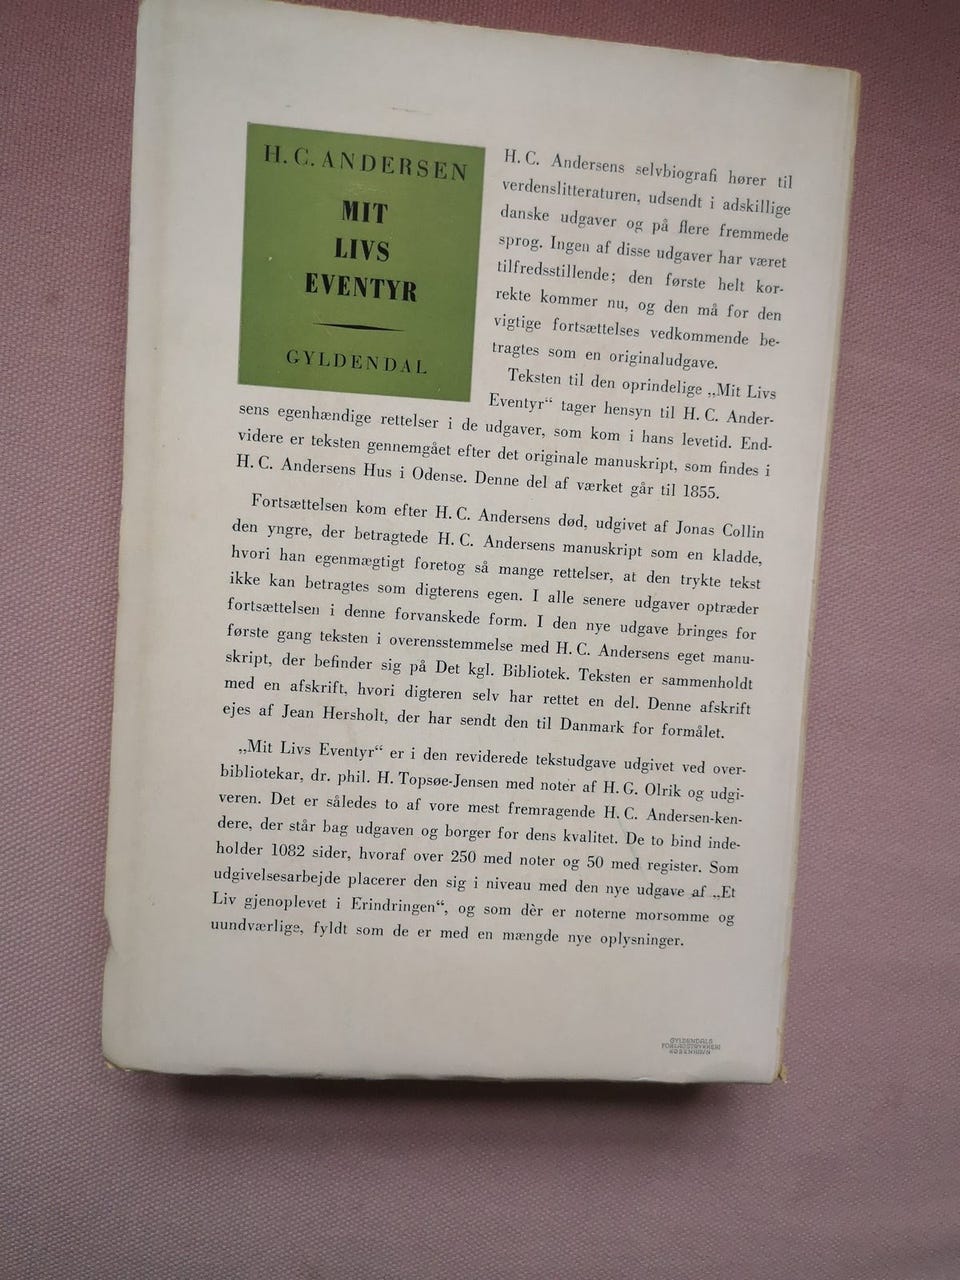 H. C. ANDERSEN
MIT
LIVS
EVENTYR
GYLDENDAL
H. C. Andersens selvbiografi hører til
verdenslitteraturen, udsendt i adskillige
danske udgaver og på flere fremmede
sprog. Ingen af disse udgaver har været
tilfredsstillende; den første helt kor-
rekte kommer nu, og den må for den
vigtige fortsættelses vedkommende be-
tragtes som en originaludgave.
Teksten til den oprindelige „Mit Livs
Eventyr“ tager hensyn til H. C. Ander-
sens egenhændige rettelser i de udgaver, som kom i hans levetid. End-
videre er teksten gennemgået efter det originale manuskript, som findes i
H. C. Andersens Hus i Odense. Denne del af værket går til 1855.
Fortsættelsen kom efter H. C. Andersens død, udgivet af Jonas Collin
den yngre, der betragtede H. C. Andersens manuskript som en kladde,
hvori han egenmægtigt foretog så mange rettelser, at den trykte tekst
ikke kan betragtes som digterens egen. I alle senere udgaver optræder
fortsættelsen i denne forvanskede form. I den nye udgave bringes for
første gang teksten i overensstemmelse med H. C. Andersens eget manu-
skript, der befinder sig på Det kgl. Bibliotek. Teksten er sammenholdt
med en afskrift, hvori digteren selv har rettet en del. Denne afskrift
ejes af Jean Hersholt, der har sendt den til Danmark for formålet.
„Mit Livs Eventyr“ er i den reviderede tekstudgave udgivet ved over-
bibliotekar, dr. phil. H. Topsøe-Jensen med noter af H. G. Olrik og udgi-
veren. Det er således to af vore mest fremragende H. C. Andersen-ken-
dere, der står bag udgaven og borger for dens kvalitet. De to bind inde-
holder 1082 sider, hvoraf over 250 med noter og 50 med register. Som
udgivelsesarbejde placerer den sig i niveau med den nye udgave af „Et
Liv gjenoplevet i Erindringen“, og som dèr er noterne morsomme og
uundværlige, fyldt som de er med en mængde nye oplysninger.
GYLDENDALS
FORLAGSTRYKKERI
KØBENHAVN